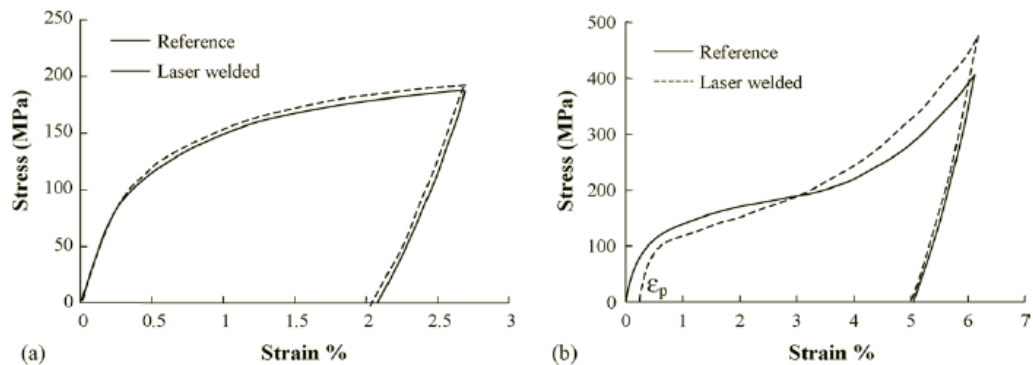 250
200
150
100
50
0
Stress (MPa)
Reference
Laser welded
0 0.5 1 1.5 2 2.5 3
Strain %
(a)
500
400
300
200
100
0
Stress (MPa)
Reference
Laser welded
εp
0 1 2 3 4 5 6 7
Strain %
(b)